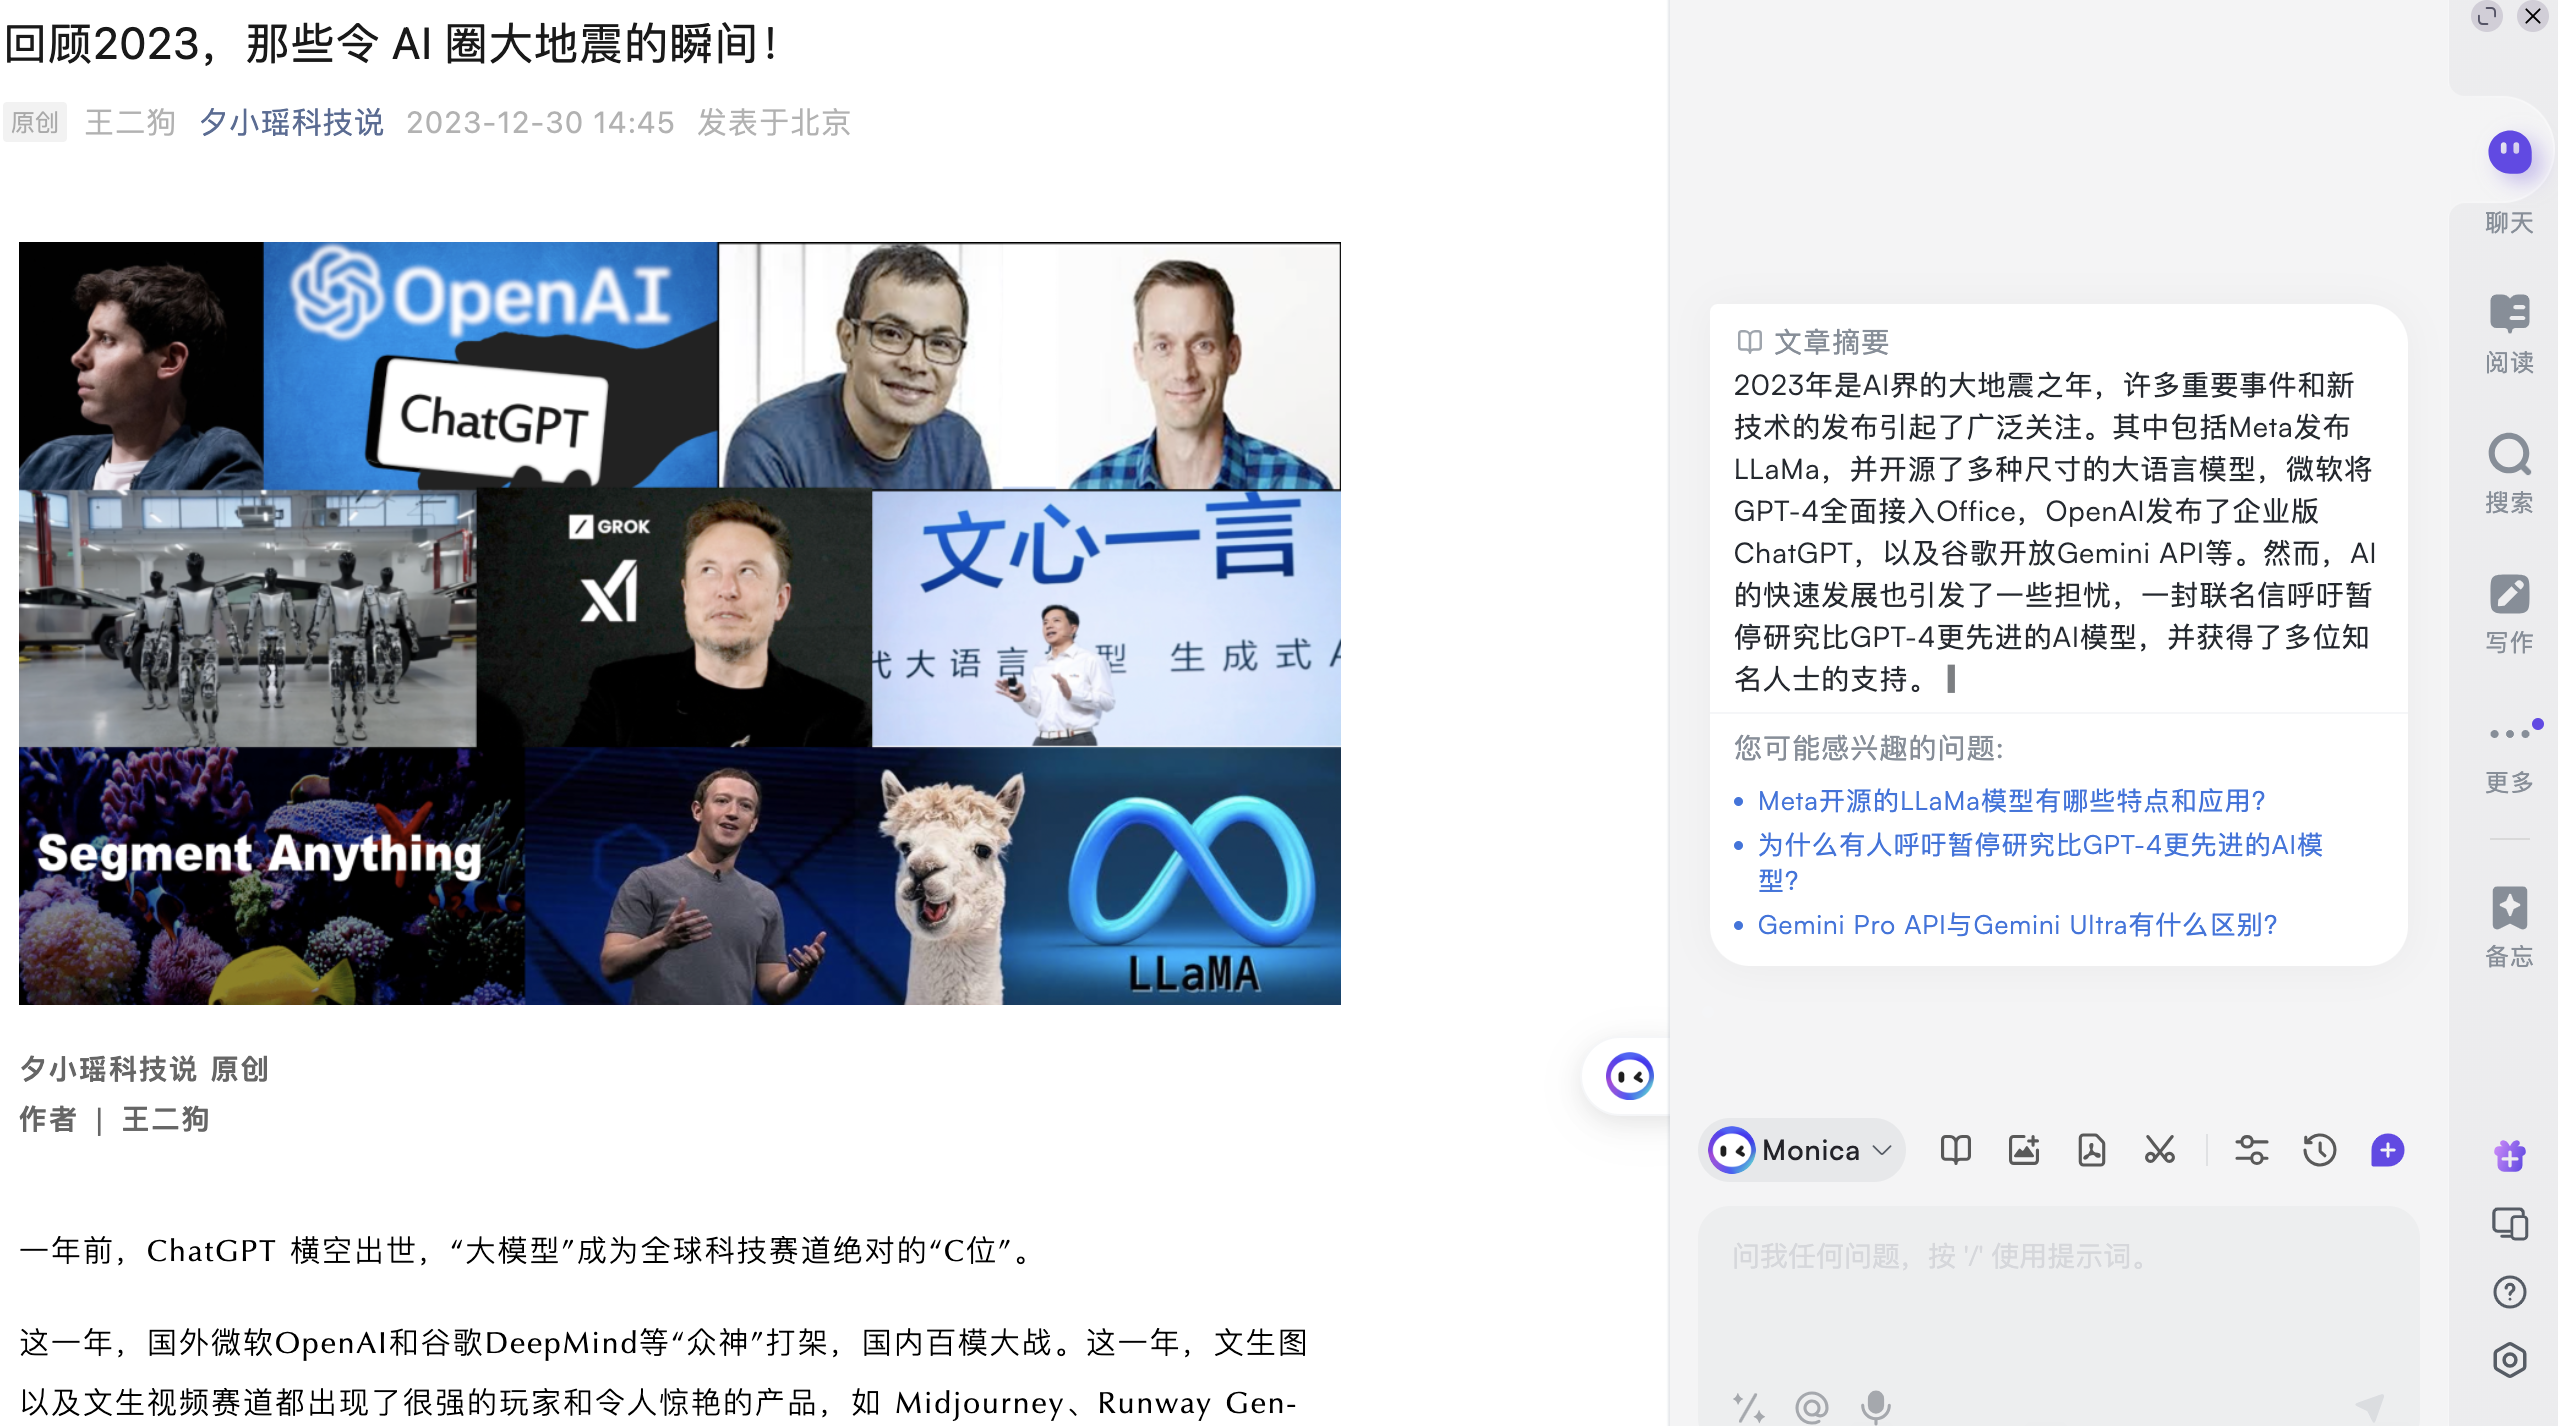 回顾2023，那些令 AI 圈大地震的瞬间！
原创 王二狗 夕小瑶科技说 2023-12-30 14:45 发表于北京
OpenAI
ChatGPT
GROK
xI
文心一言
代大语言 型 生成式A
Segment Anything
LLaMA
夕小瑶科技说 原创
作者 | 王二狗
一年前，ChatGPT 横空出世，“大模型”成为全球科技赛道绝对的“C位”。
这一年，国外微软OpenAI和谷歌DeepMind等“众神”打架，国内百模大战。这一年，文生图
以及文生视频赛道都出现了很强的玩家和令人惊艳的产品，如 Midjourney、Runway Gen-
文章摘要
2023年是AI界的大地震之年，许多重要事件和新
技术的发布引起了广泛关注。其中包括Meta发布
LLaMa，并开源了多种尺寸的大语言模型，微软将
GPT-4全面接入Office，OpenAI发布了企业版
ChatGPT，以及谷歌开放Gemini API等。然而，AI
的快速发展也引发了一些担忧，一封联名信呼吁暂
停研究比GPT-4更先进的AI模型，并获得了多位知
名人士的支持。
您可能感兴趣的问题:
Meta开源的LLaMa模型有哪些特点和应用?
为什么有人呼吁暂停研究比GPT-4更先进的AI模
型?
Gemini Pro API与Gemini Ultra有什么区别?
Monica
问我任何问题，按 '/' 使用提示词。
聊天
阅读
搜索
写作
更多
备忘